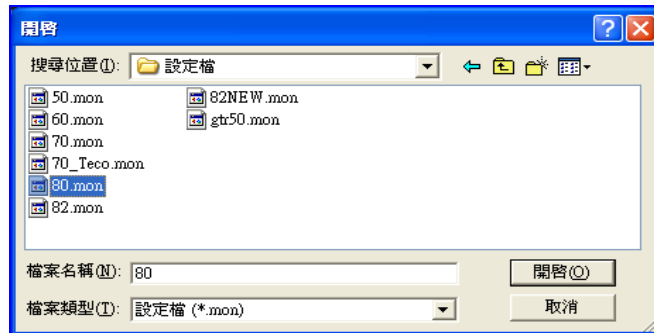 開啓
搜尋位置(I): 設定檔
50.mon 82NEW.mon
60.mon gtr50.mon
70.mon
70_Teco.mon
80.mon
82.mon
檔案名稱(N): 80 開啓(O)
檔案類型(T): 設定檔 (*.mon) 取消